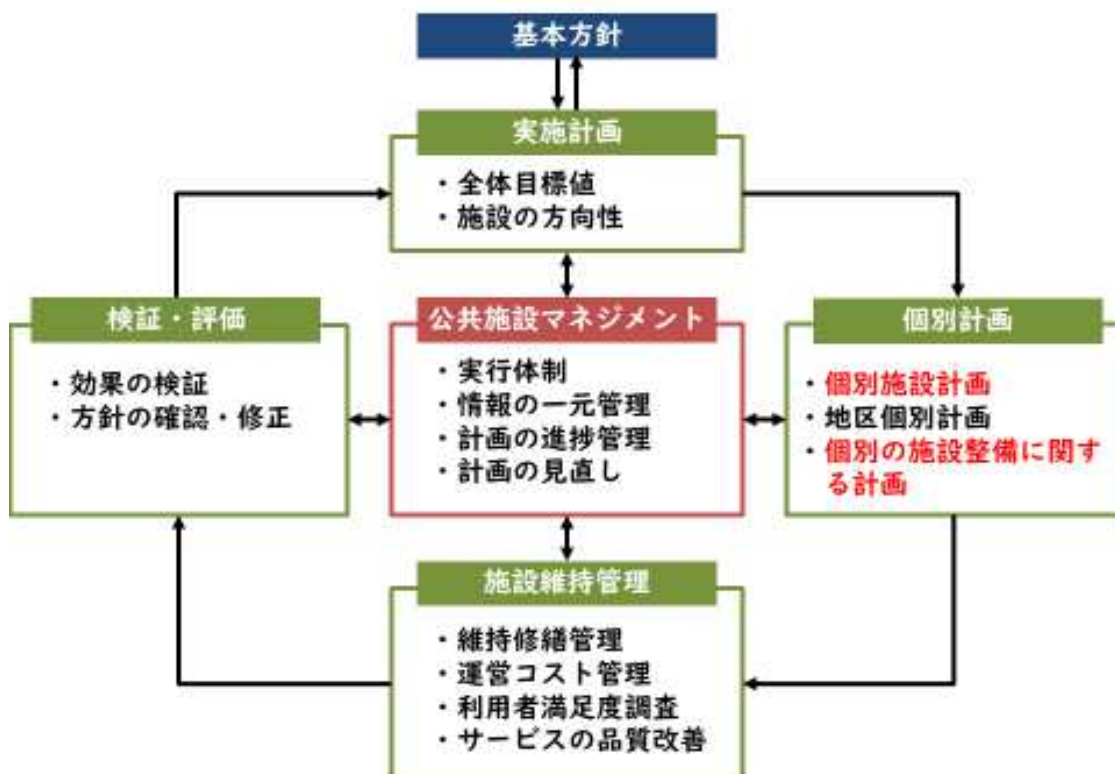 基本方針
実施計画
・全体目標値
・施設の方向性
検証・評価
・効果の検証
・方針の確認・修正
公共施設マネジメント
・実行体制
・情報の一元管理
・計画の進捗管理
・計画の見直し
個別計画
・個別施設計画
・地区個別計画
・個別の施設整備に関す
る計画
施設維持管理
・維持修繕管理
・運営コスト管理
・利用者満足度調査
・サービスの品質改善